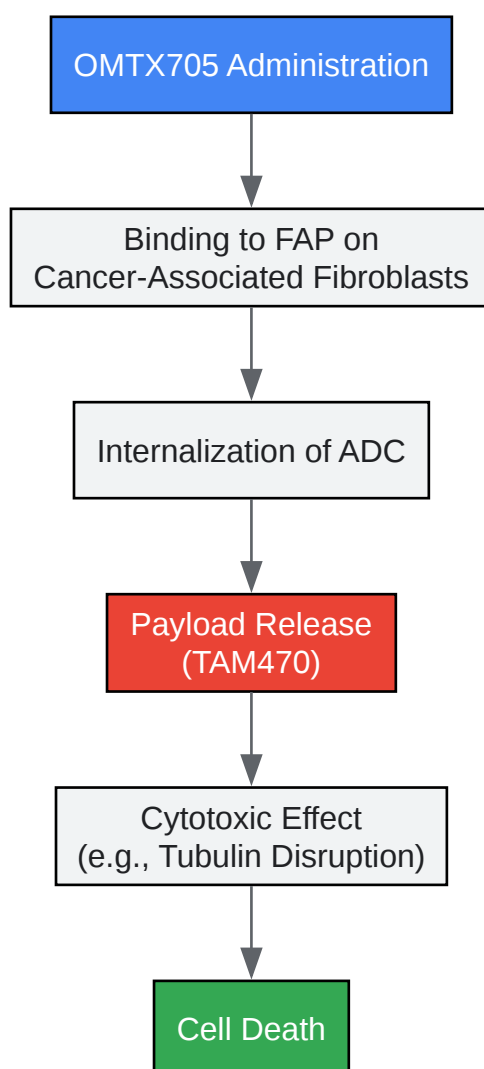 OMTX705 Administration
Binding to FAP on
Cancer-Associated Fibroblasts
Internalization of ADC
Payload Release
(TAM470)
Cytotoxic Effect
(e.g., Tubulin Disruption)
Cell Death